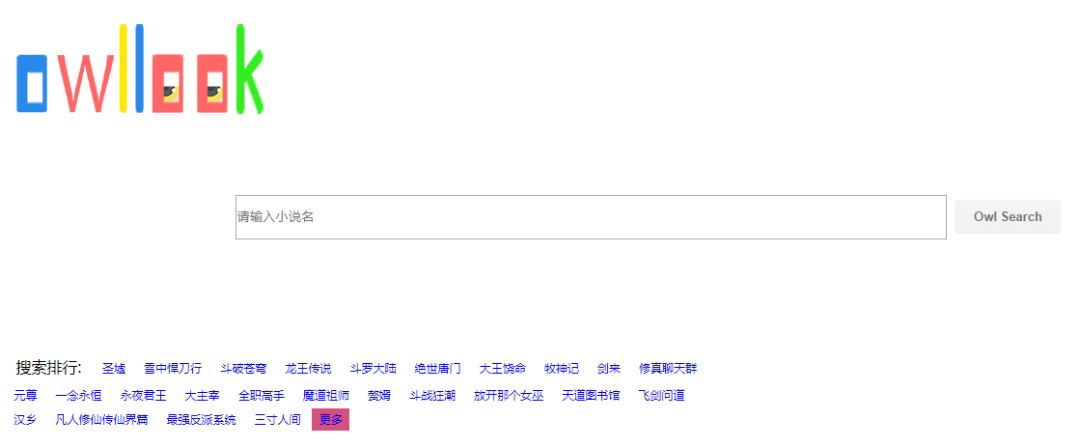 owllook
请输入小说名 Owl Search
搜索排行: 圣墟 雪中悍刀行 斗破苍穹 龙王传说 斗罗大陆 绝世唐门 大王饶命 牧神记 剑来 修真聊天群
元尊 一念永恒 永夜君王 大主宰 全职高手 魔道祖师 赘婿 斗战狂潮 放开那个女巫 天道图书馆 飞剑问道
汉乡 凡人修仙传仙界篇 最强反派系统 三寸人间 更多